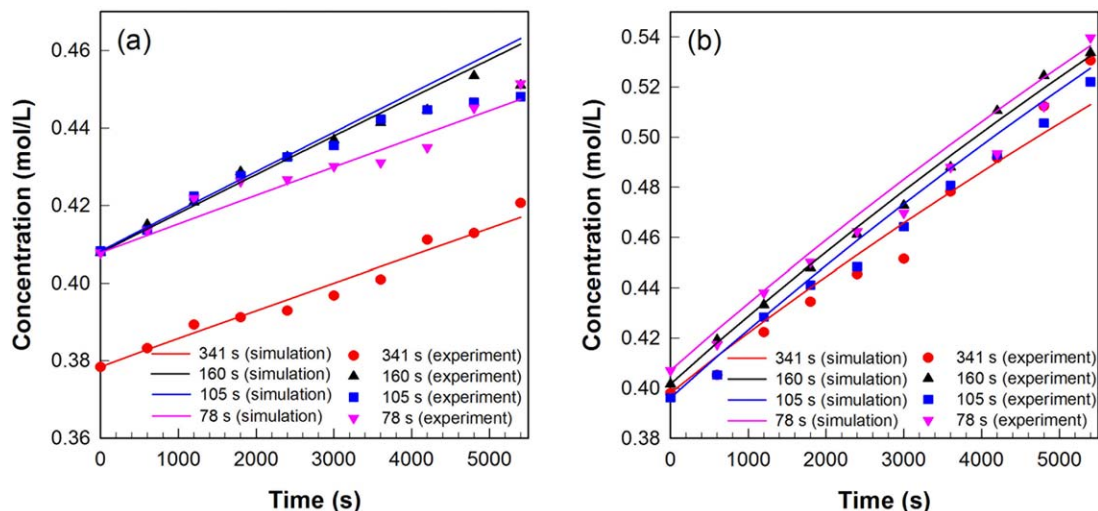 (a)
Concentration (mol/L)
0.46
0.44
0.42
0.40
0.38
0.36
341 s (simulation) 341 s (experiment)
160 s (simulation) 160 s (experiment)
105 s (simulation) 105 s (experiment)
78 s (simulation) 78 s (experiment)
0 1000 2000 3000 4000 5000
Time (s)
(b)
Concentration (mol/L)
0.54
0.52
0.50
0.48
0.46
0.44
0.42
0.40
0.38
341 s (simulation) 341 s (experiment)
160 s (simulation) 160 s (experiment)
105 s (simulation) 105 s (experiment)
78 s (simulation) 78 s (experiment)
0 1000 2000 3000 4000 5000
Time (s)